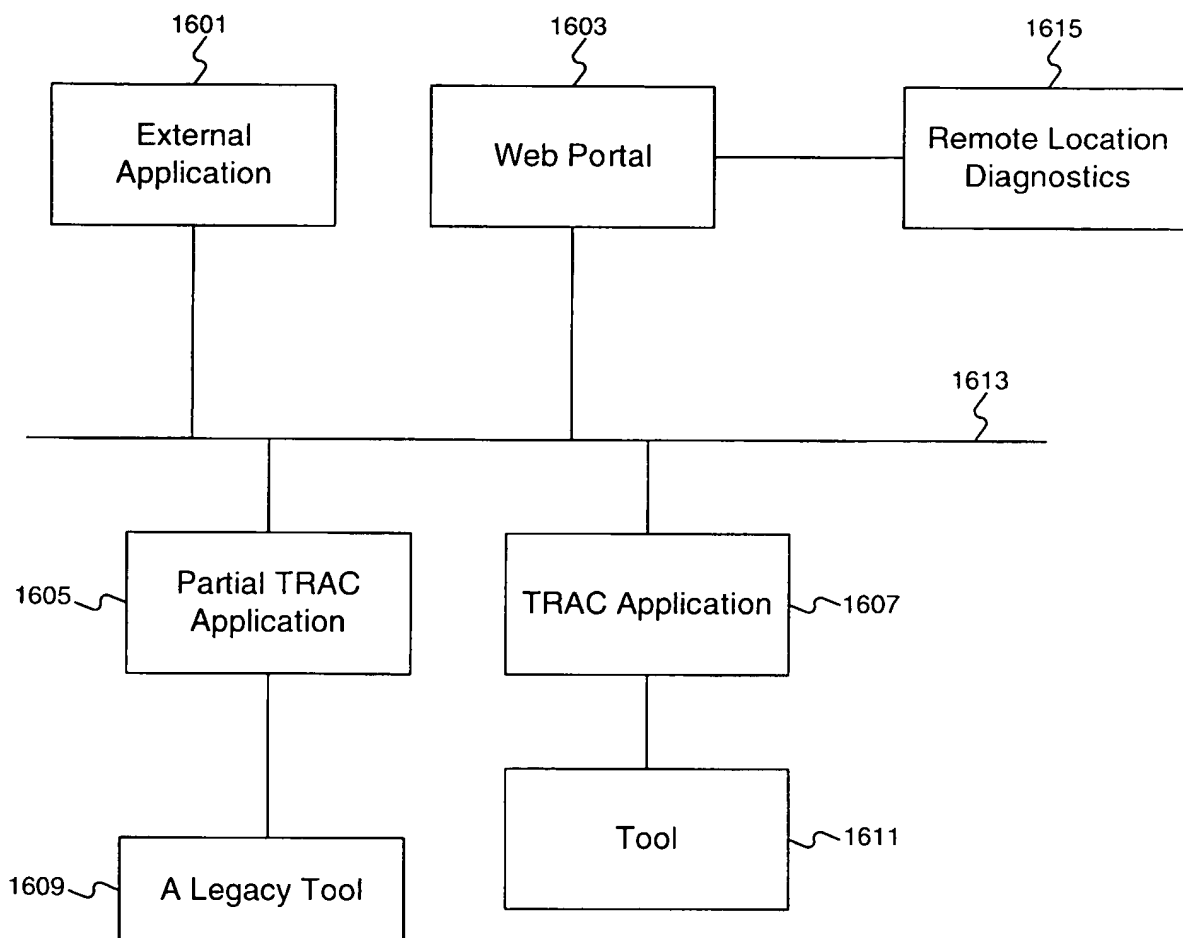 1601
1603
1615
External
Application
Web Portal
Remote Location
Diagnostics
1613
1605
Partial TRAC
Application
TRAC Application
1607
Tool
1611
1609
A Legacy Tool